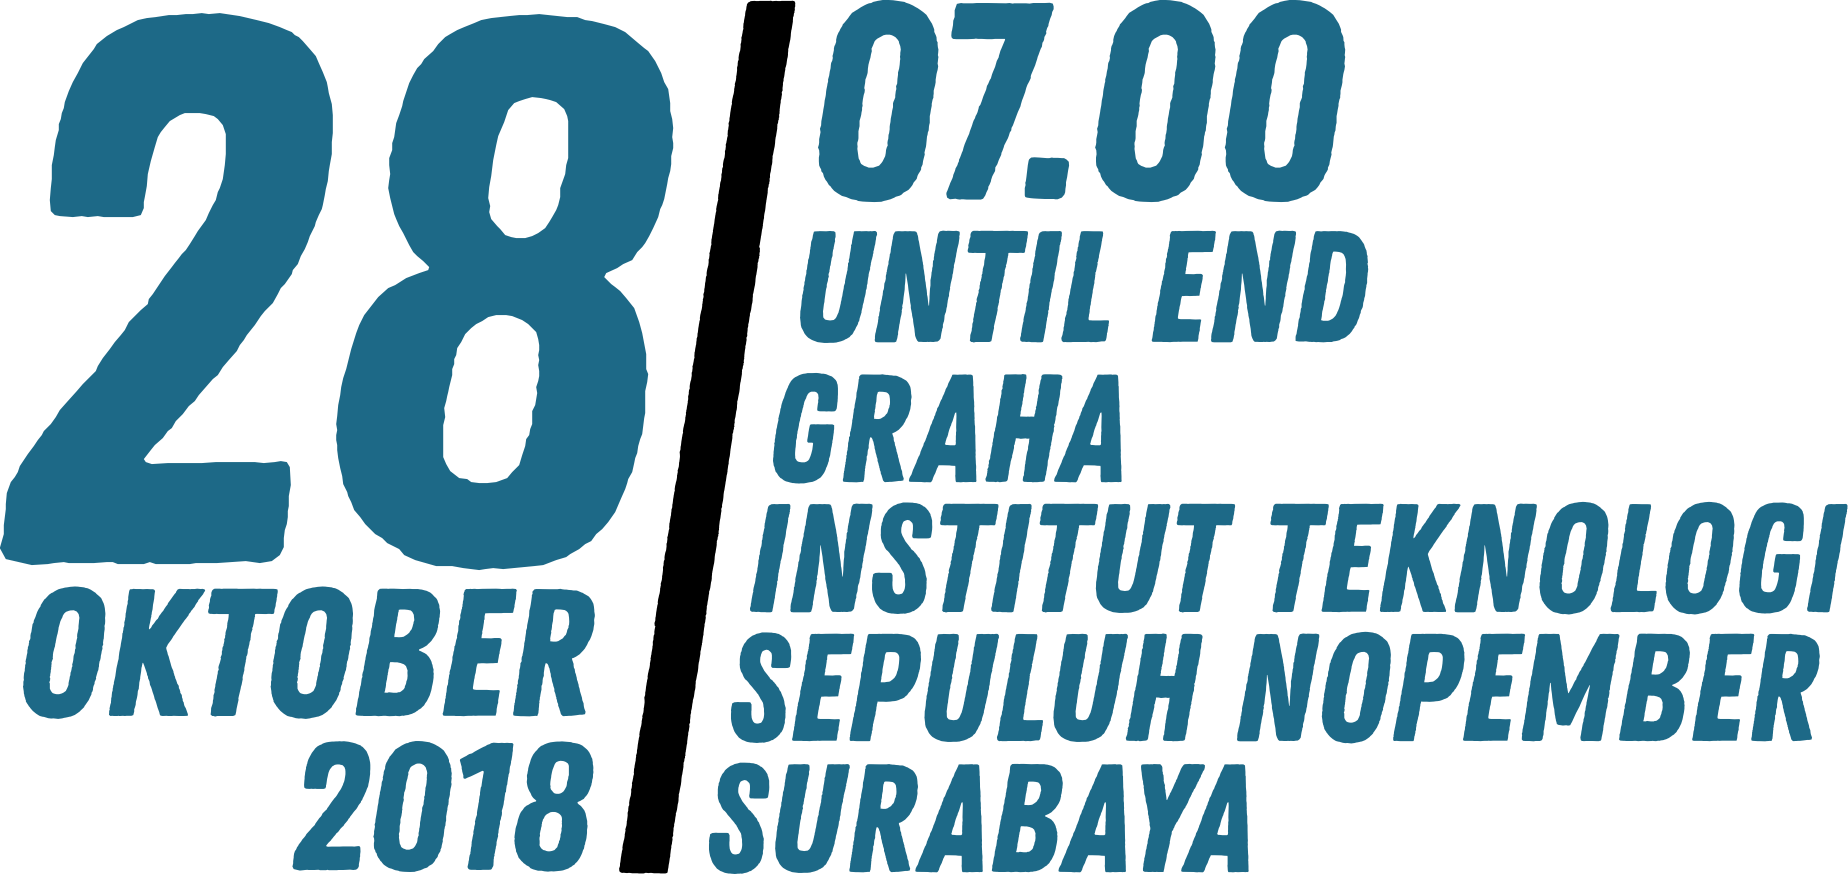 28
OKTOBER
2018
07.00
UNTIL END
GRAHA
INSTITUT TEKNOLOGI
SEPULUH NOPEMBER
SURABAYA